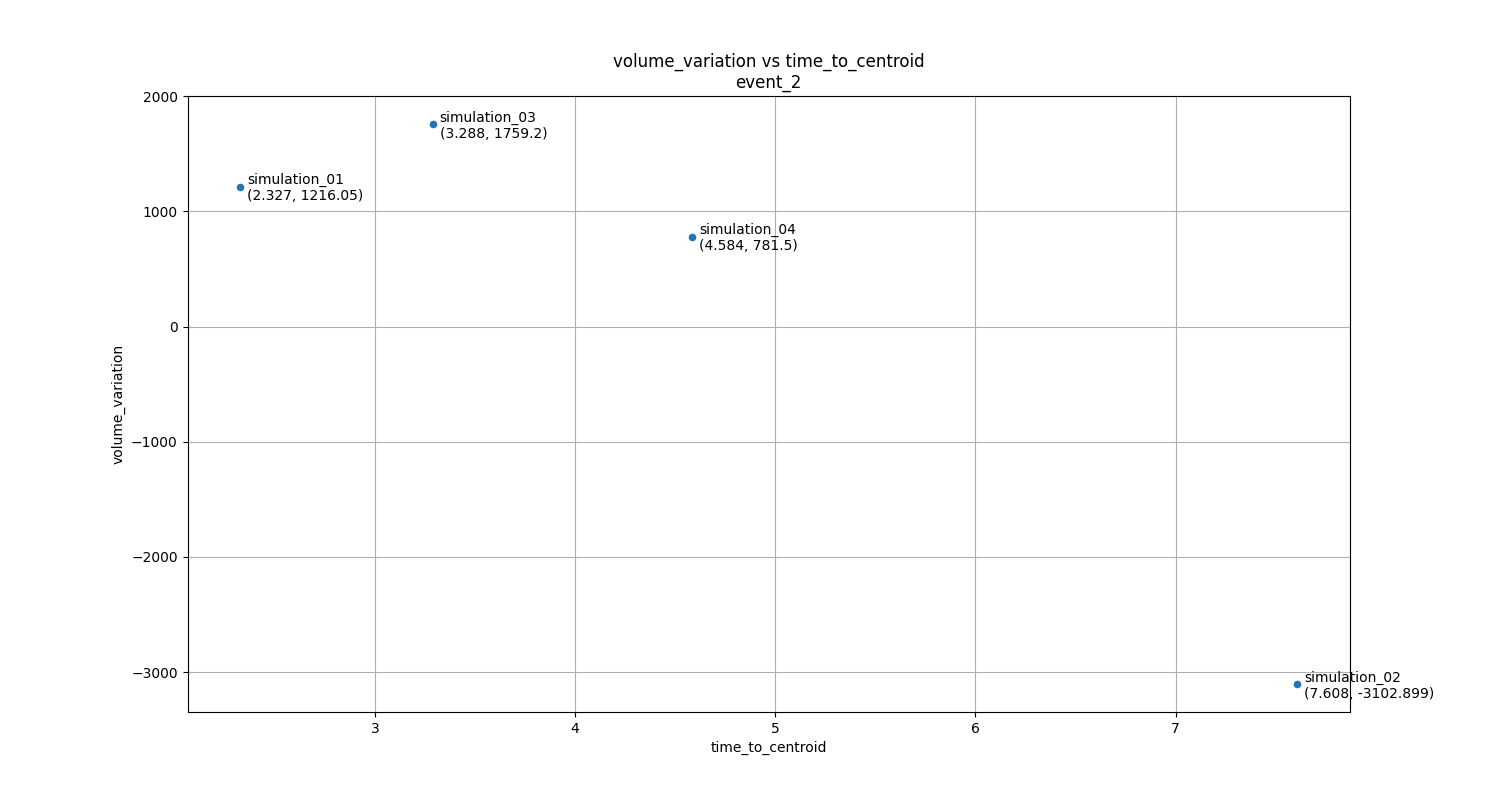 volume_variation vs time_to_centroid
event_2
2000
simulation_03
(3.288, 1759.2)
simulation_01
(2.327, 1216.05)
1000
simulation_04
(4.584, 781.5)
0
volume_variation
−1000
−2000
−3000
simulation_02
(7.608, -3102.899)
3
4
5
6
7
time_to_centroid